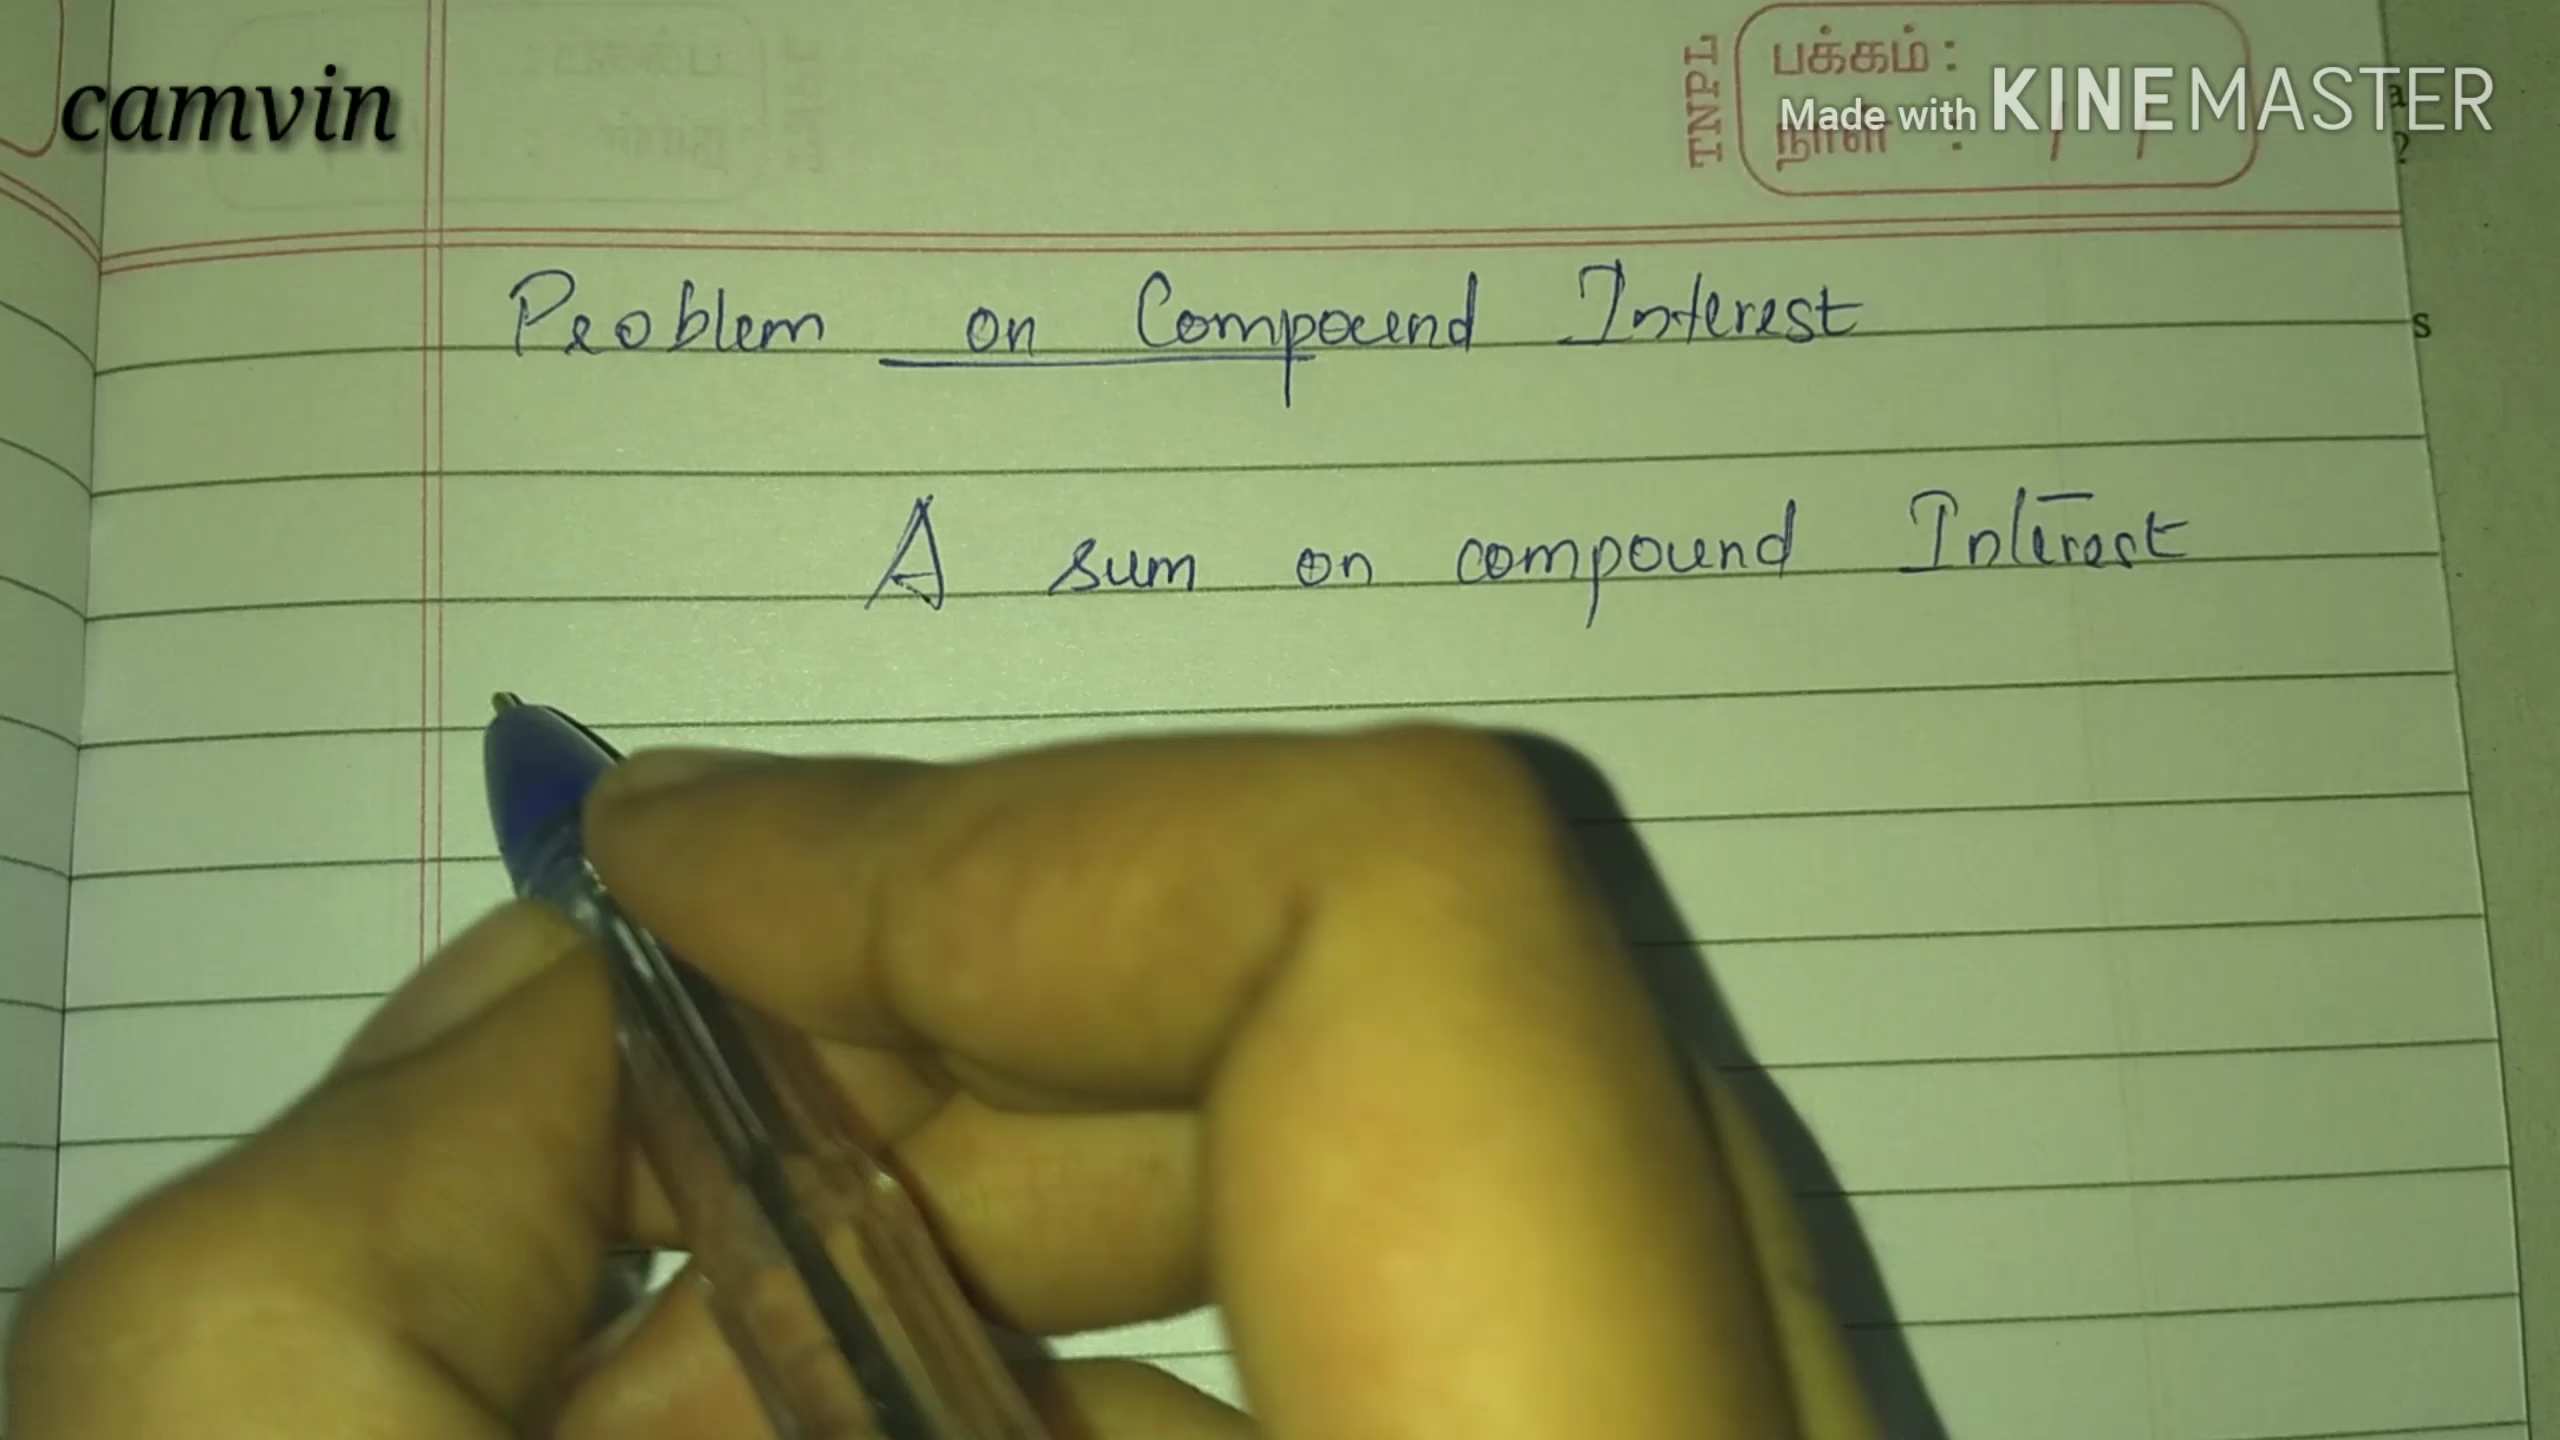 camvin
TNPL
பக்கம் :
நாள் :
Made with KINEMASTER
a
?
Problem on Compound Interest
s
A sum on compound Interest